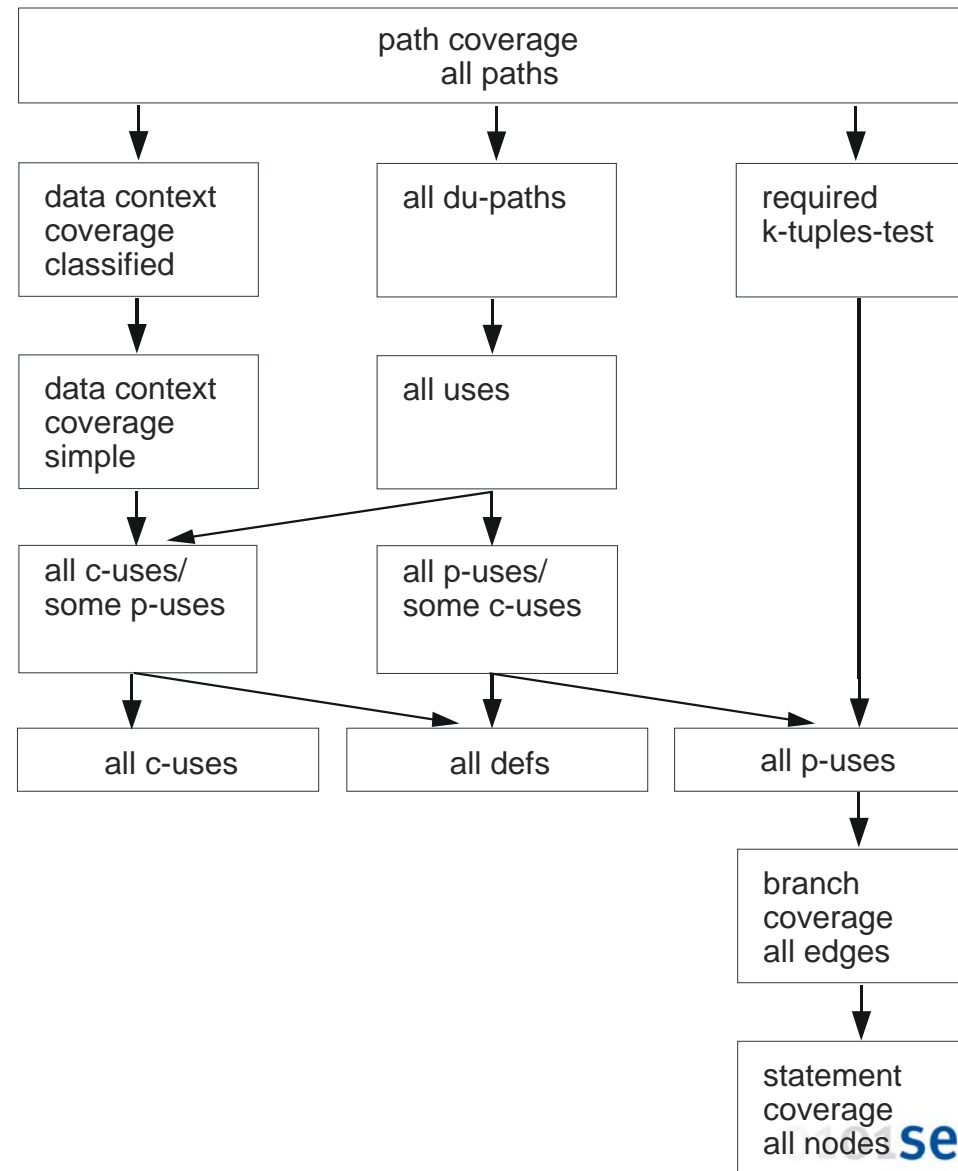 path coverage
all paths
data context
coverage
classified
all du-paths
required
k-tuples-test
data context
coverage
simple
all uses
all c-uses/
some p-uses
all p-uses/
some c-uses
all c-uses
all defs
all p-uses
branch
coverage
all edges
statement
coverage
all nodes
se